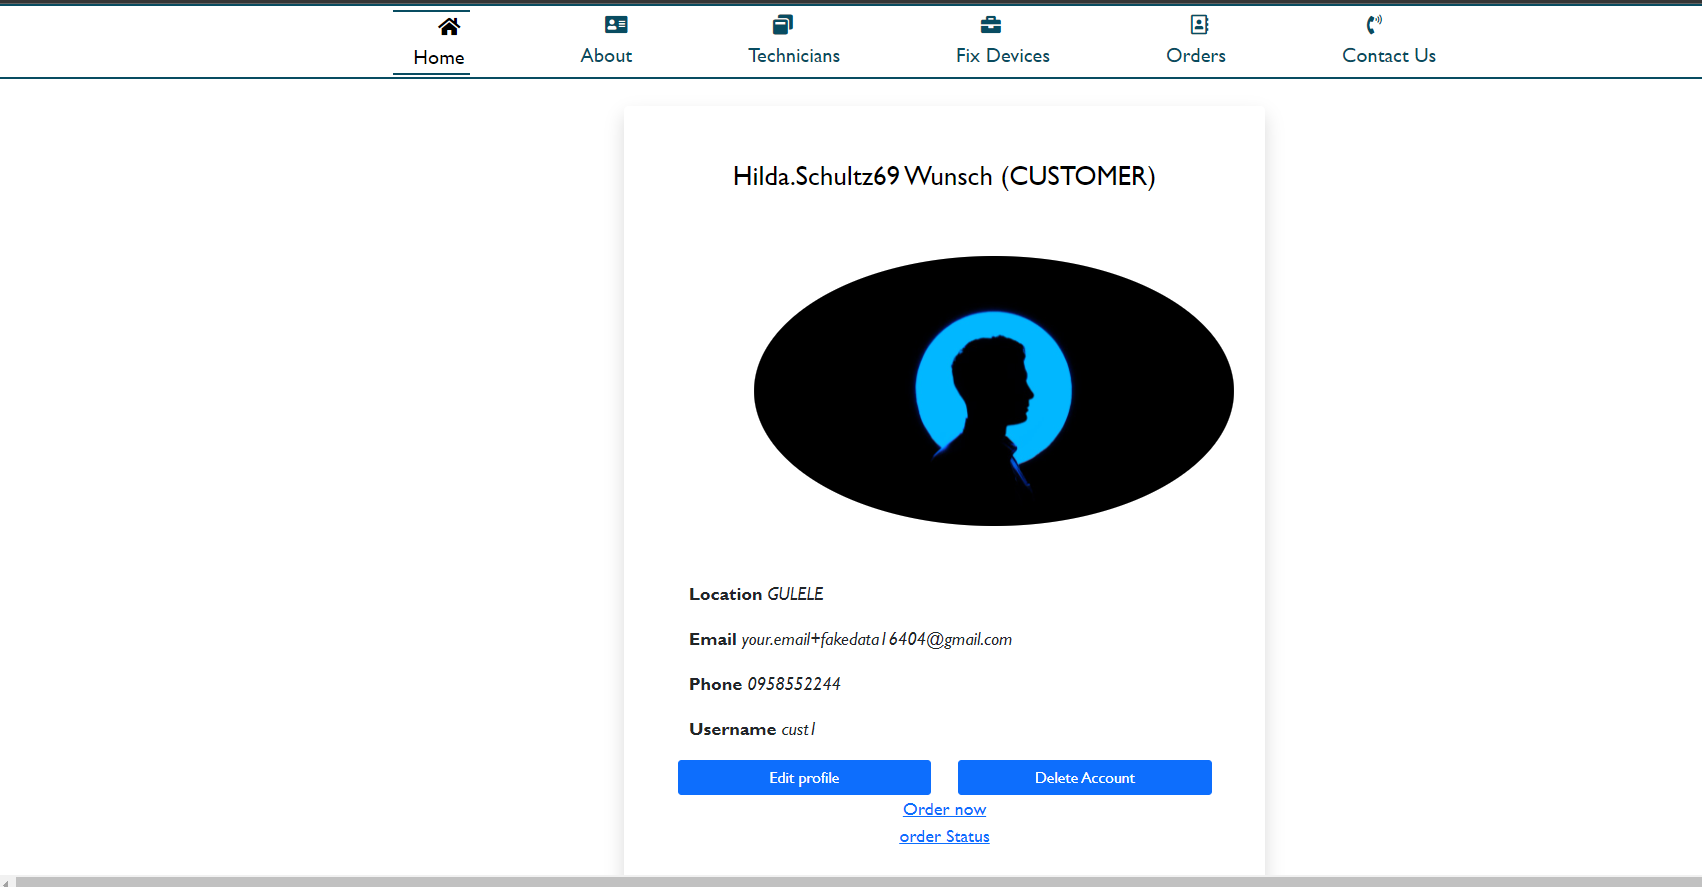 Home About Technicians Fix Devices Orders Contact Us
Hilda.Schultz69 Wunsch (CUSTOMER)
Location GULELE
Email your.email+fakedata16404@gmail.com
Phone 0958552244
Username cust1
Edit profile Delete Account
Order now
order Status